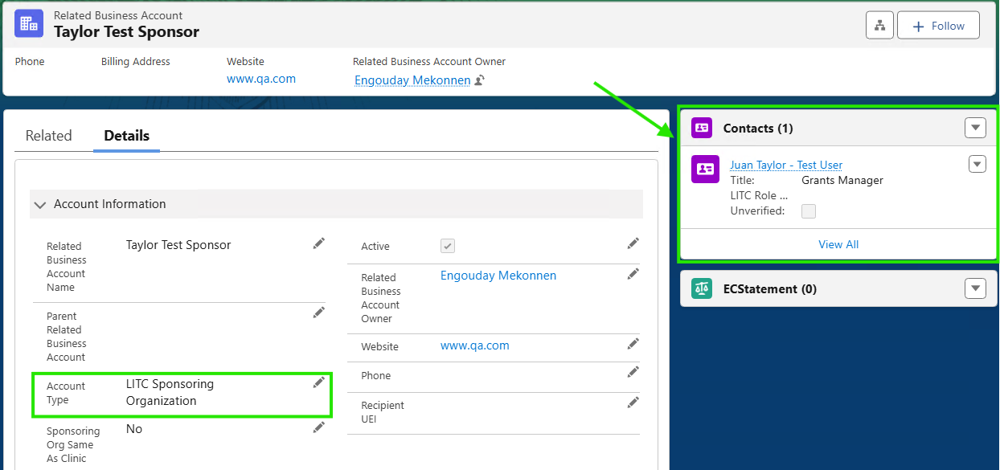 Related Business Account
Taylor Test Sponsor
Follow
Phone
Billing Address
Website
www.qa.com
Related Business Account Owner
Engouday Mekonnen
Related
Details
Account Information
Related
Business
Account
Name
Taylor Test Sponsor
Parent
Related
Business
Account
Account
Type
LITC Sponsoring
Organization
Sponsoring
Org Same
As Clinic
No
Active
Related
Business
Account
Owner
Engouday Mekonnen
Website
www.qa.com
Phone
Recipient
UEI
Contacts (1)
Juan Taylor - Test User
Title: Grants Manager
LITC Role ...
Unverified:
View All
ECStatement (0)